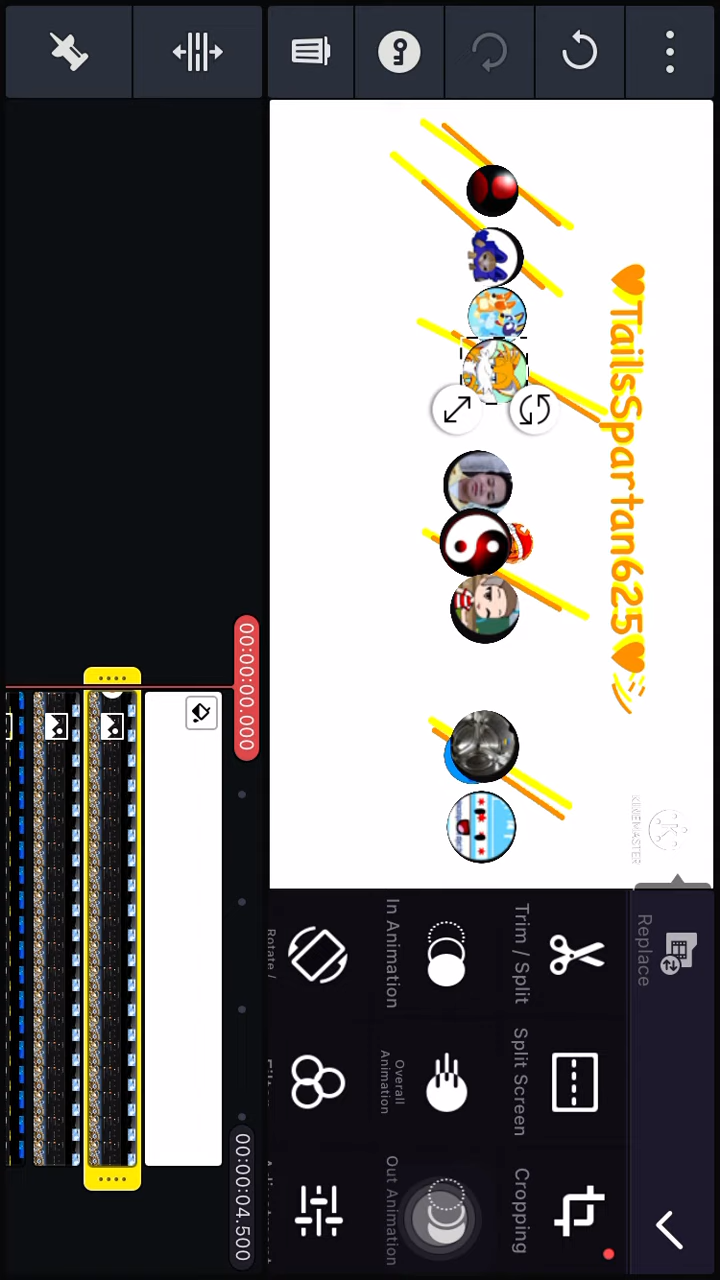 ♥TailsSpartan625♥
KINEMASTER
Replace
Trim / Split
Split Screen
Cropping
In Animation
Overall
Animation
Out Animation
Rotate /
00:00:00.000
00:00:04.500